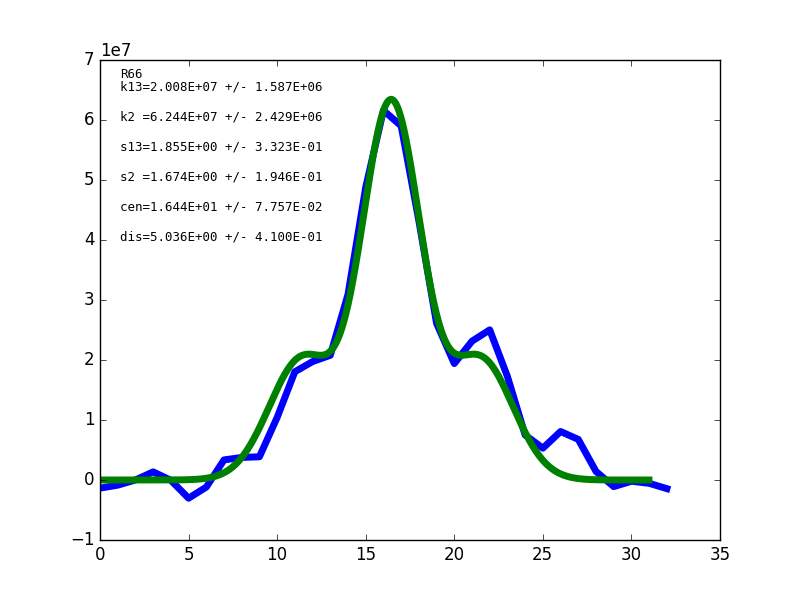 1e7
7
R66
k13=2.008E+07 +/- 1.587E+06
6
k2 =6.244E+07 +/- 2.429E+06
s13=1.855E+00 +/- 3.323E-01
5
s2 =1.674E+00 +/- 1.946E-01
cen=1.644E+01 +/- 7.757E-02
4
dis=5.036E+00 +/- 4.100E-01
3
2
1
0
−1
0 5 10 15 20 25 30 35